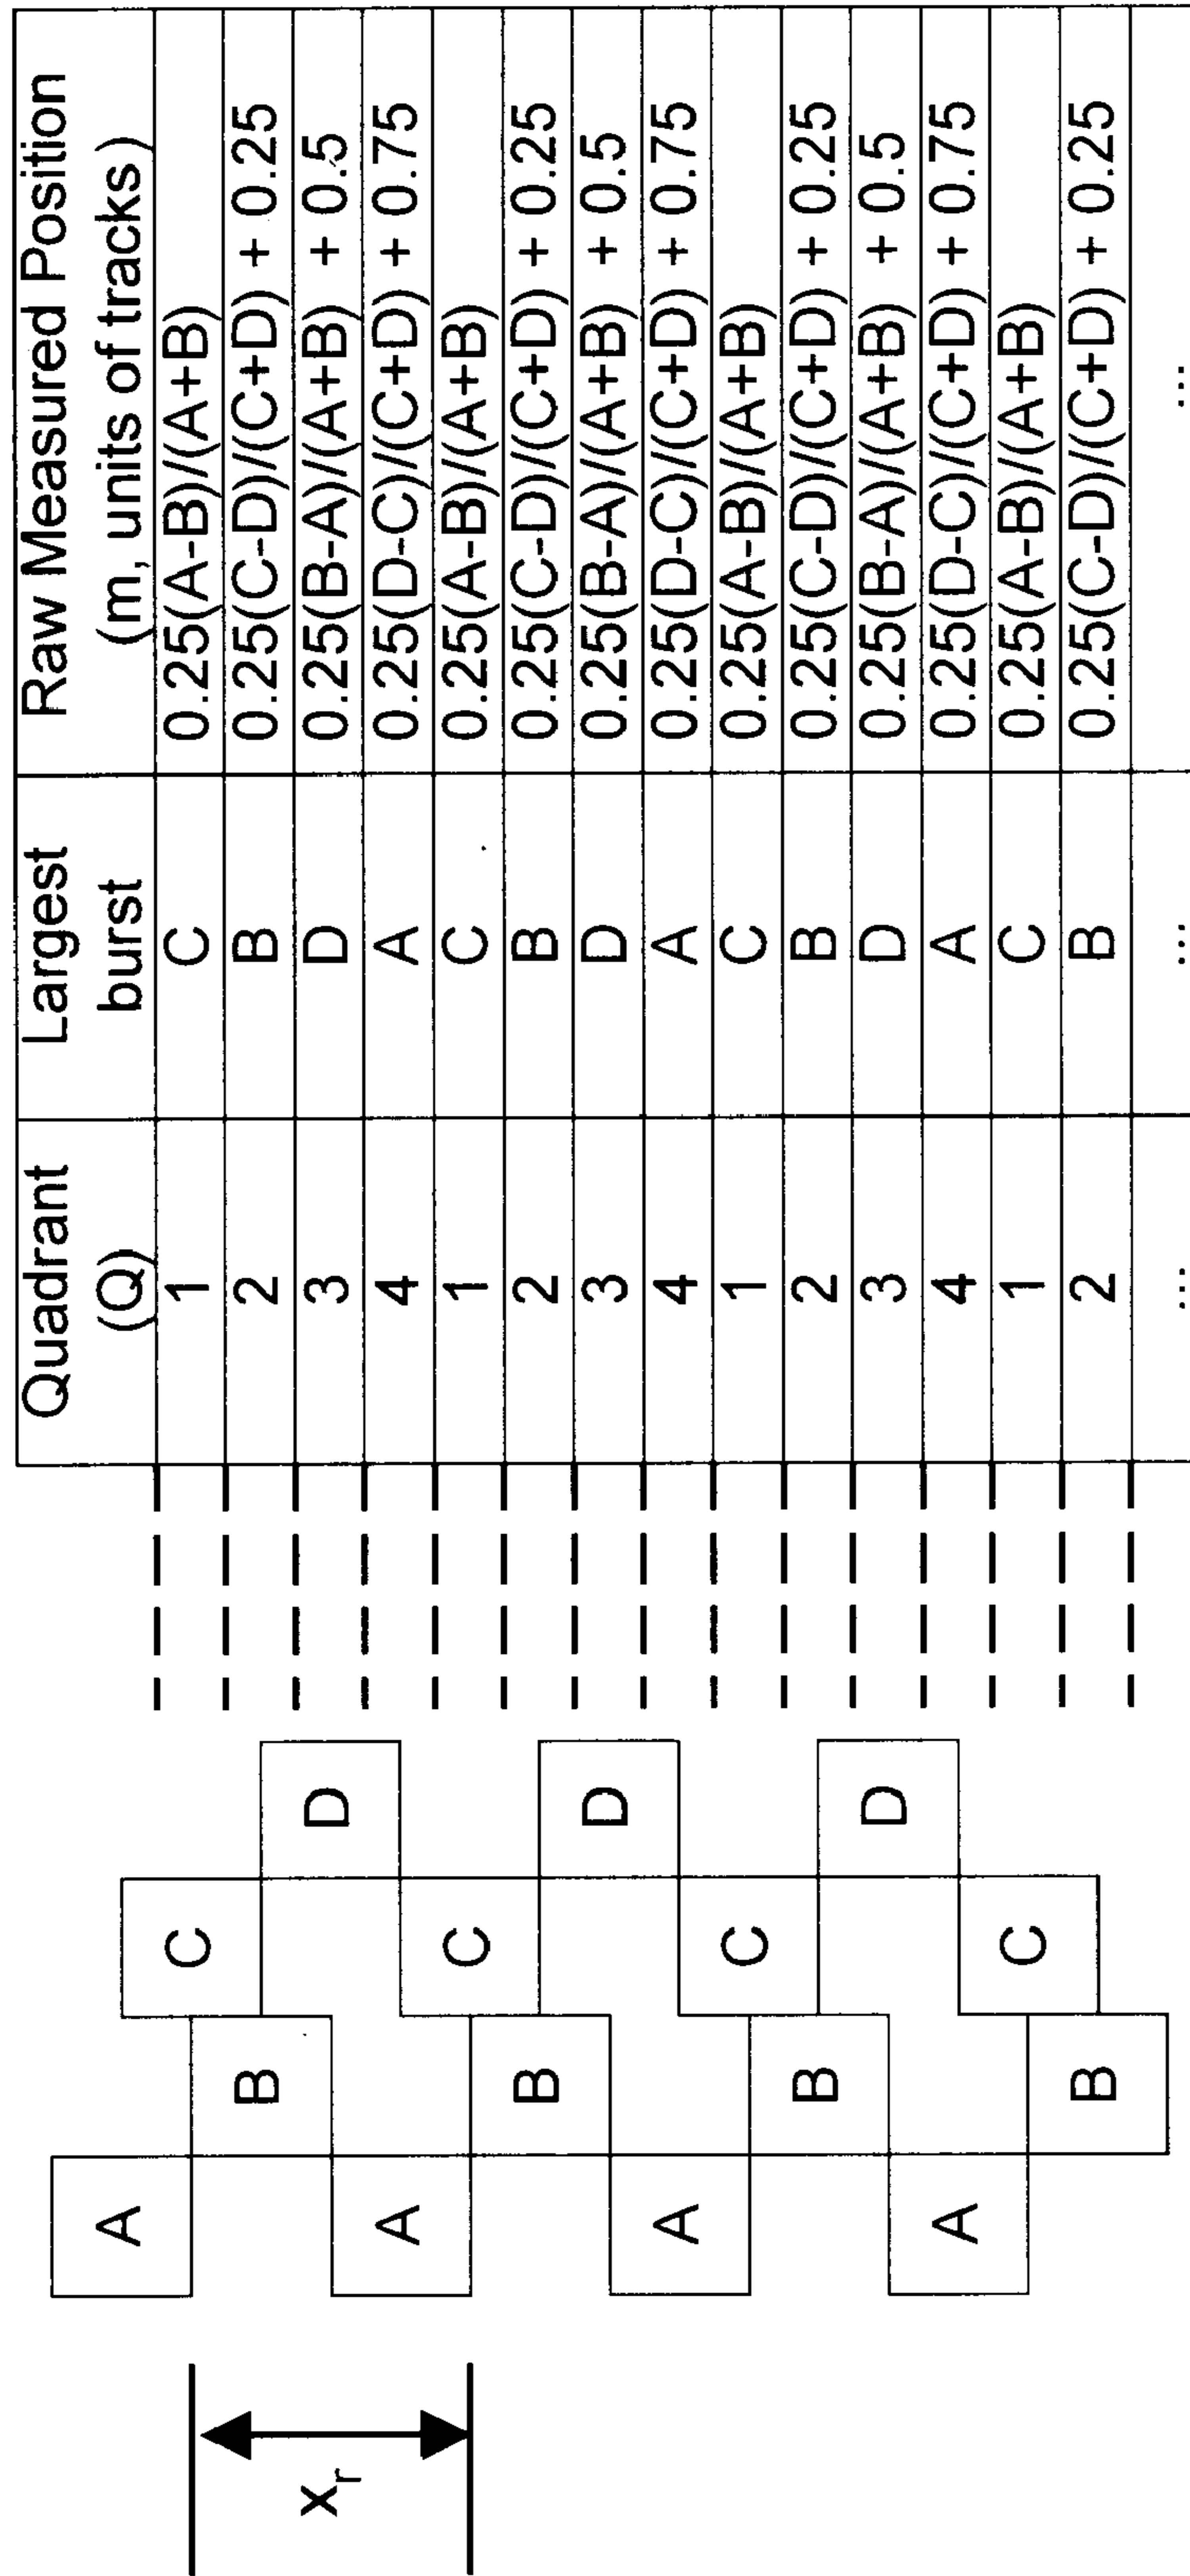 Quadrant (Q) Largest burst Raw Measured Position (m, units of tracks)
1 C 0.25(A-B)/(A+B)
2 B 0.25(C-D)/(C+D) + 0.25
3 D 0.25(B-A)/(A+B) + 0.5
4 A 0.25(D-C)/(C+D) + 0.75
1 C 0.25(A-B)/(A+B)
2 B 0.25(C-D)/(C+D) + 0.25
3 D 0.25(B-A)/(A+B) + 0.5
4 A 0.25(D-C)/(C+D) + 0.75
1 C 0.25(A-B)/(A+B)
2 B 0.25(C-D)/(C+D) + 0.25
3 D 0.25(B-A)/(A+B) + 0.5
4 A 0.25(D-C)/(C+D) + 0.75
1 C 0.25(A-B)/(A+B)
2 B 0.25(C-D)/(C+D) + 0.25
... ... ...
A
C
B
D
x_r
A
C
B
D
A
C
B
D
A
C
B